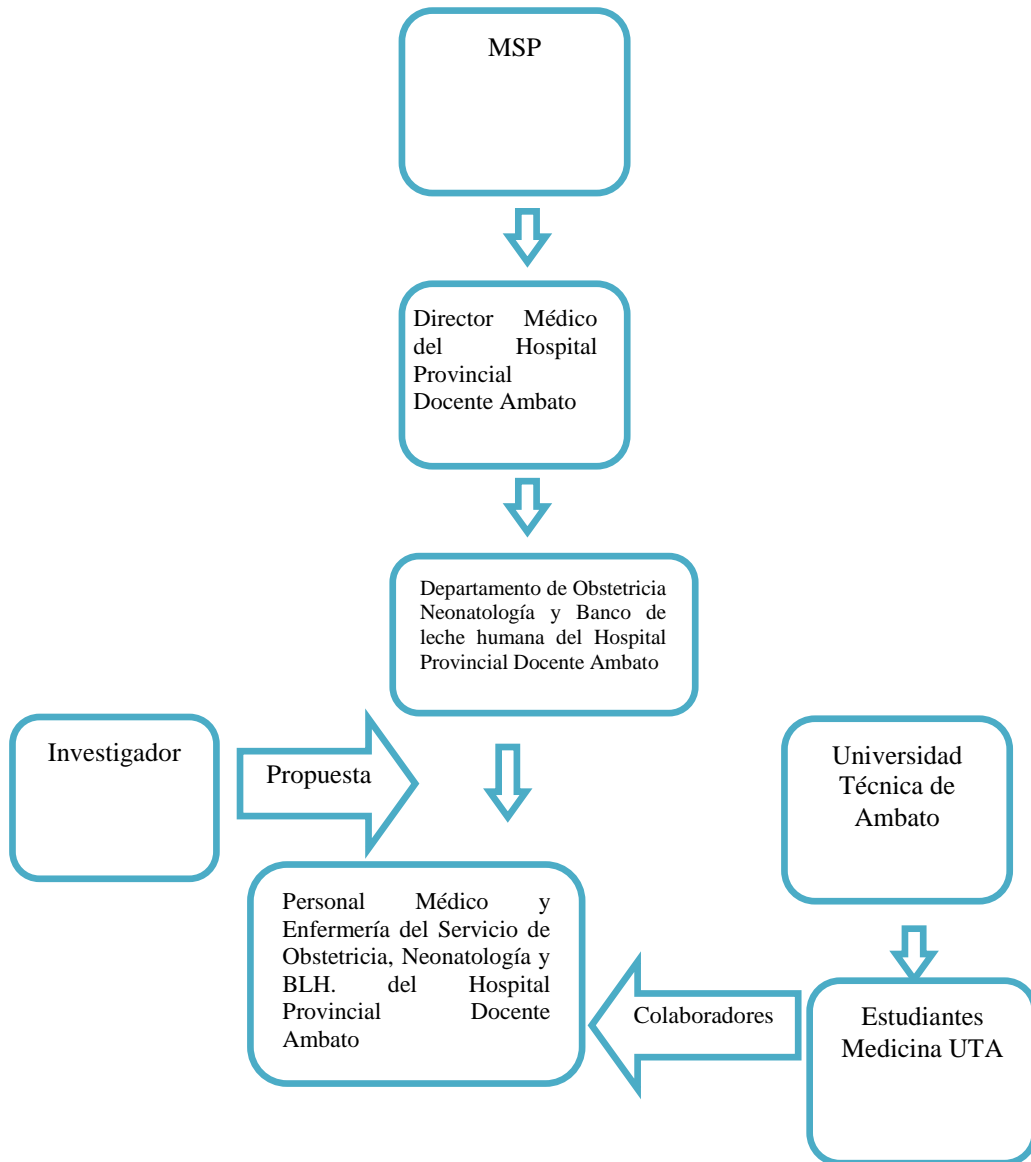 MSP
Director Médico
del Hospital
Provincial
Docente Ambato
Departamento de Obstetricia
Neonatología y Banco de
leche humana del Hospital
Provincial Docente Ambato
Investigador
Propuesta
Universidad
Técnica de
Ambato
Personal Médico y
Enfermería del Servicio de
Obstetricia, Neonatología y
BLH. del Hospital
Provincial Docente
Ambato
Colaboradores
Estudiantes
Medicina UTA